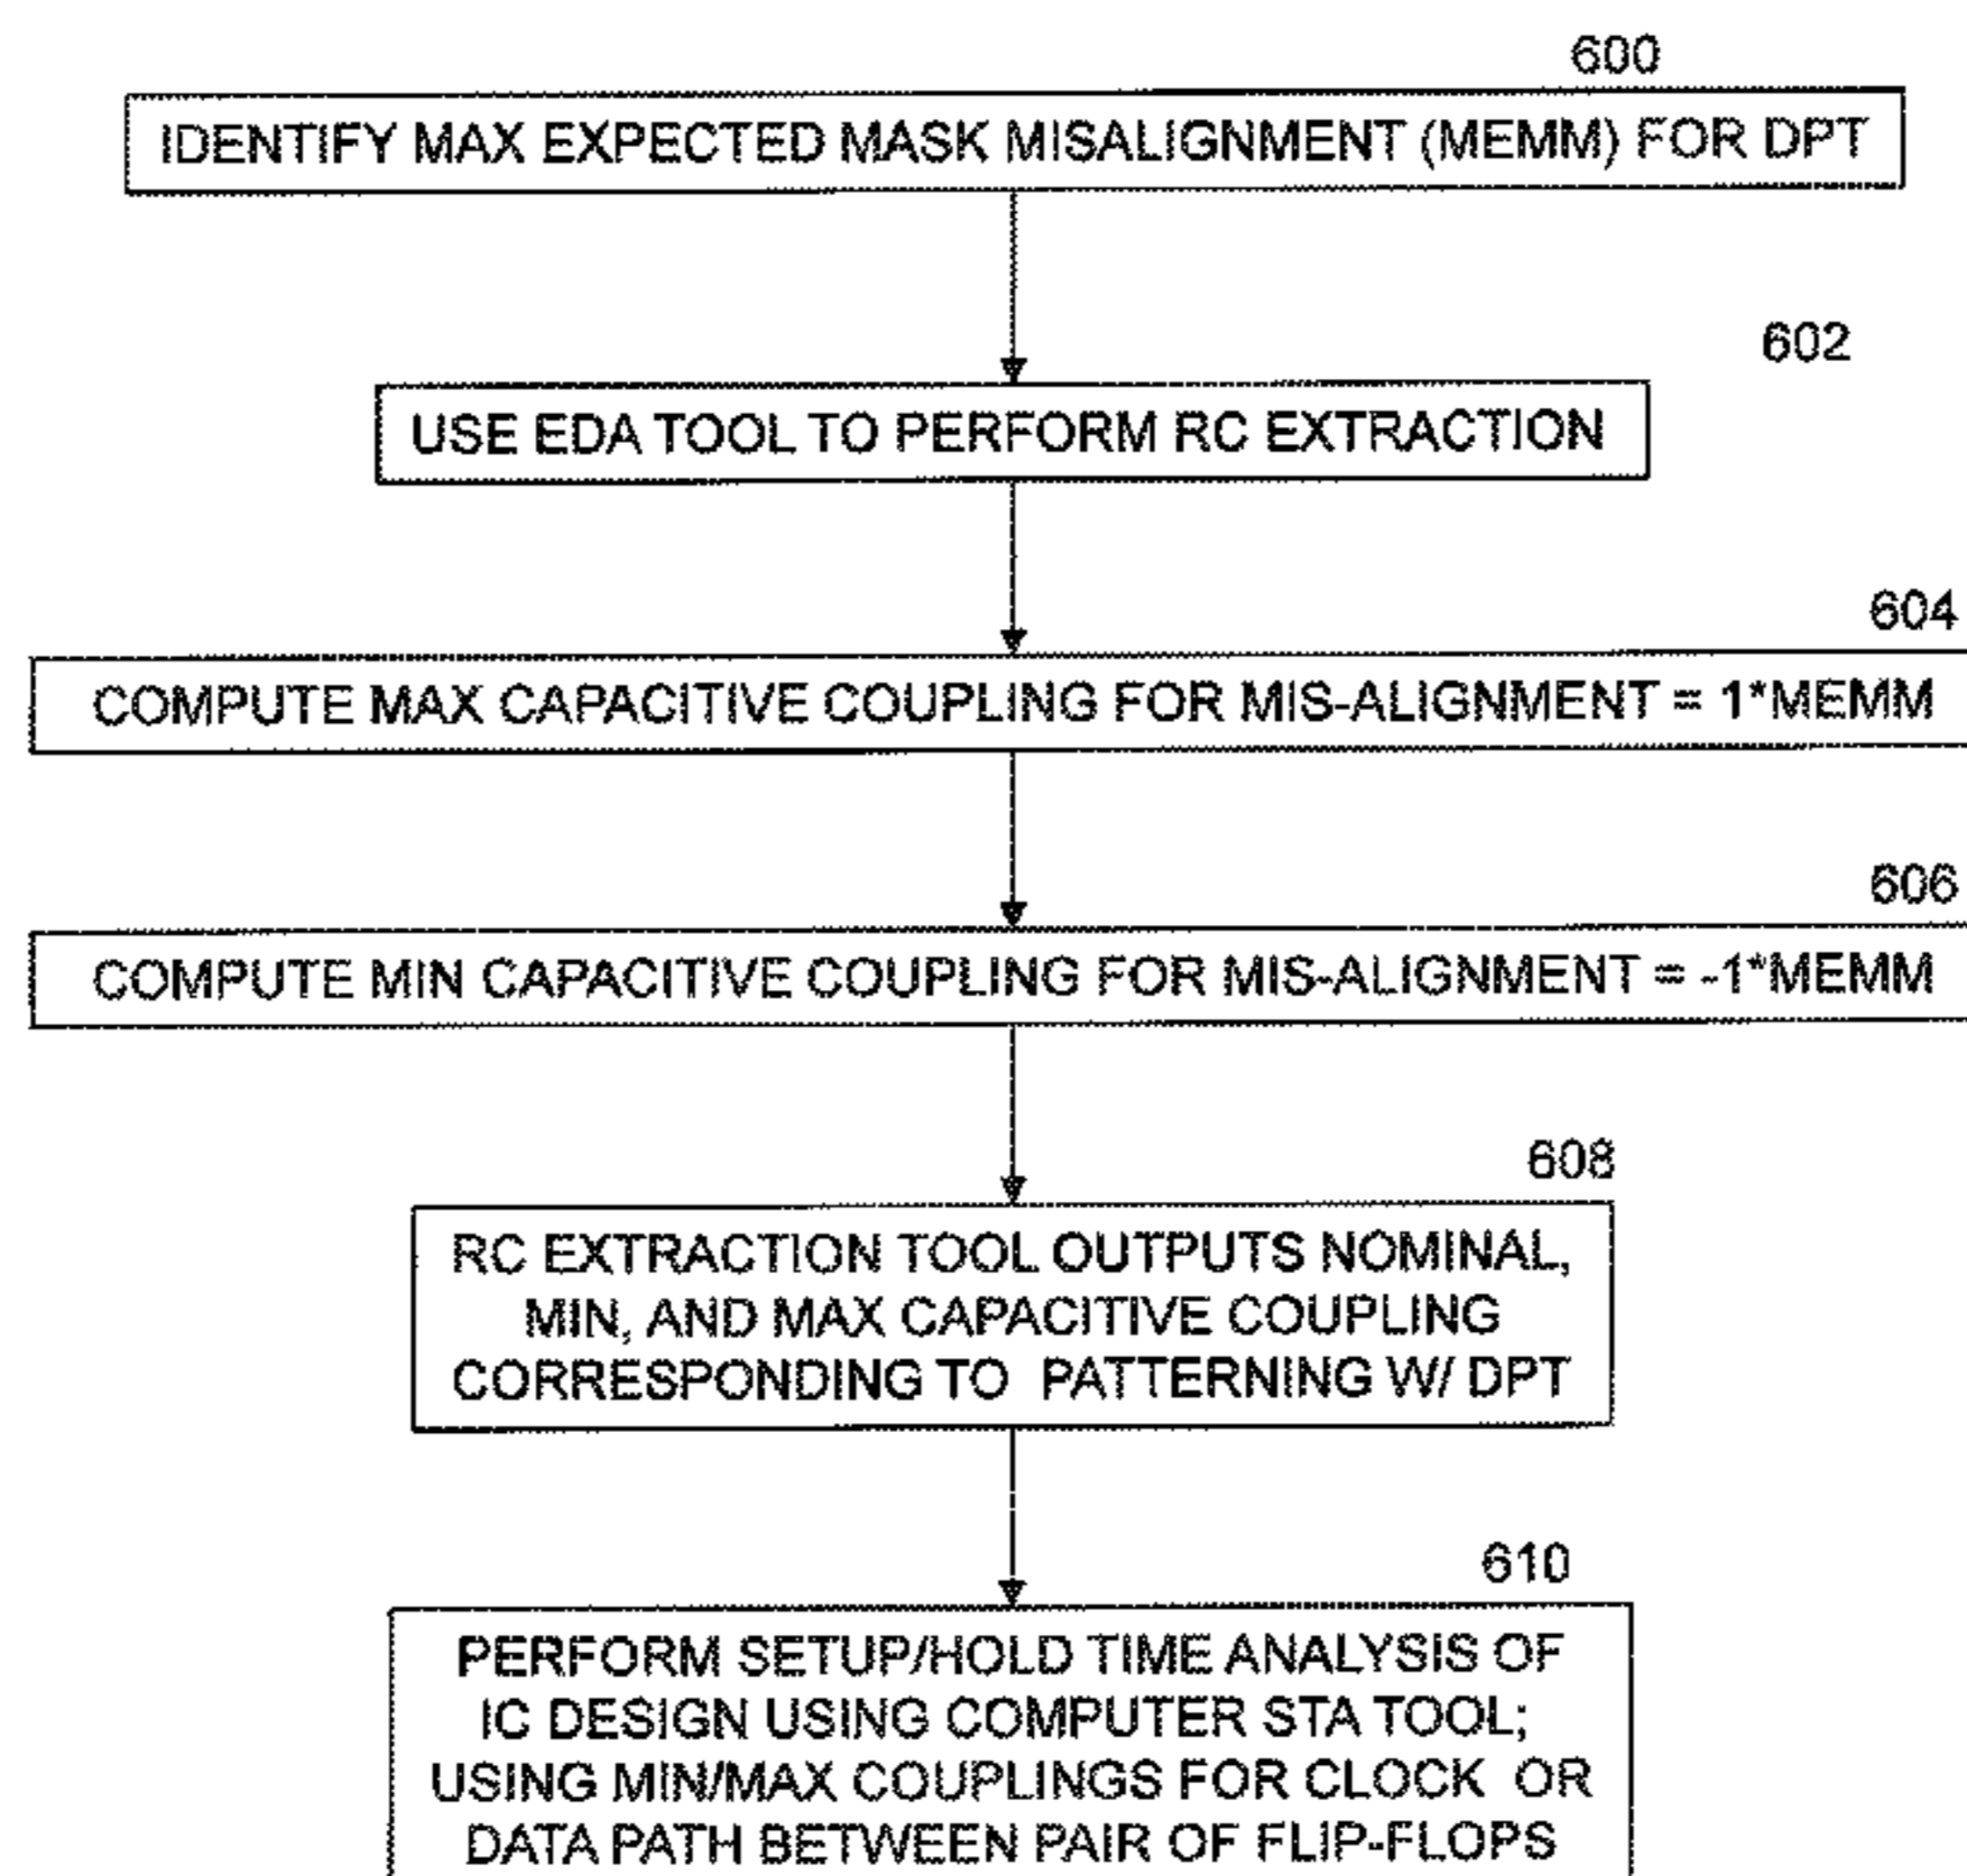 600
IDENTIFY MAX EXPECTED MASK MISALIGNMENT (MEMM) FOR DPT
602
USE EDA TOOL TO PERFORM RC EXTRACTION
604
COMPUTE MAX CAPACITIVE COUPLING FOR MIS-ALIGNMENT = 1*MEMM
606
COMPUTE MIN CAPACITIVE COUPLING FOR MIS-ALIGNMENT = -1*MEMM
608
RC EXTRACTION TOOL OUTPUTS NOMINAL,
MIN, AND MAX CAPACITIVE COUPLING
CORRESPONDING TO PATTERNING W/ DPT
610
PERFORM SETUP/HOLD TIME ANALYSIS OF
IC DESIGN USING COMPUTER STA TOOL;
USING MIN/MAX COUPLINGS FOR CLOCK OR
DATA PATH BETWEEN PAIR OF FLIP-FLOPS